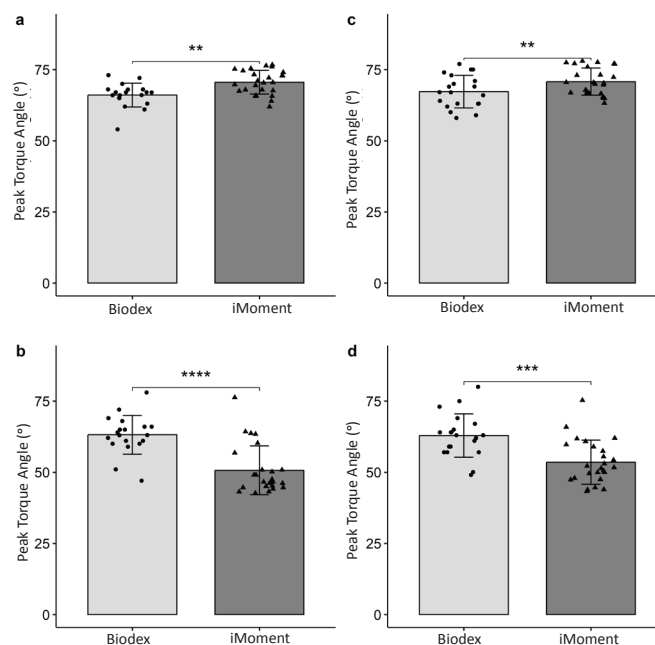 a
**
Peak Torque Angle (°)
75
50
25
0
Biodex
iMoment
c
**
Peak Torque Angle (°)
75
50
25
0
Biodex
iMoment
b
****
Peak Torque Angle (°)
75
50
25
0
Biodex
iMoment
d
***
Peak Torque Angle (°)
75
50
25
0
Biodex
iMoment